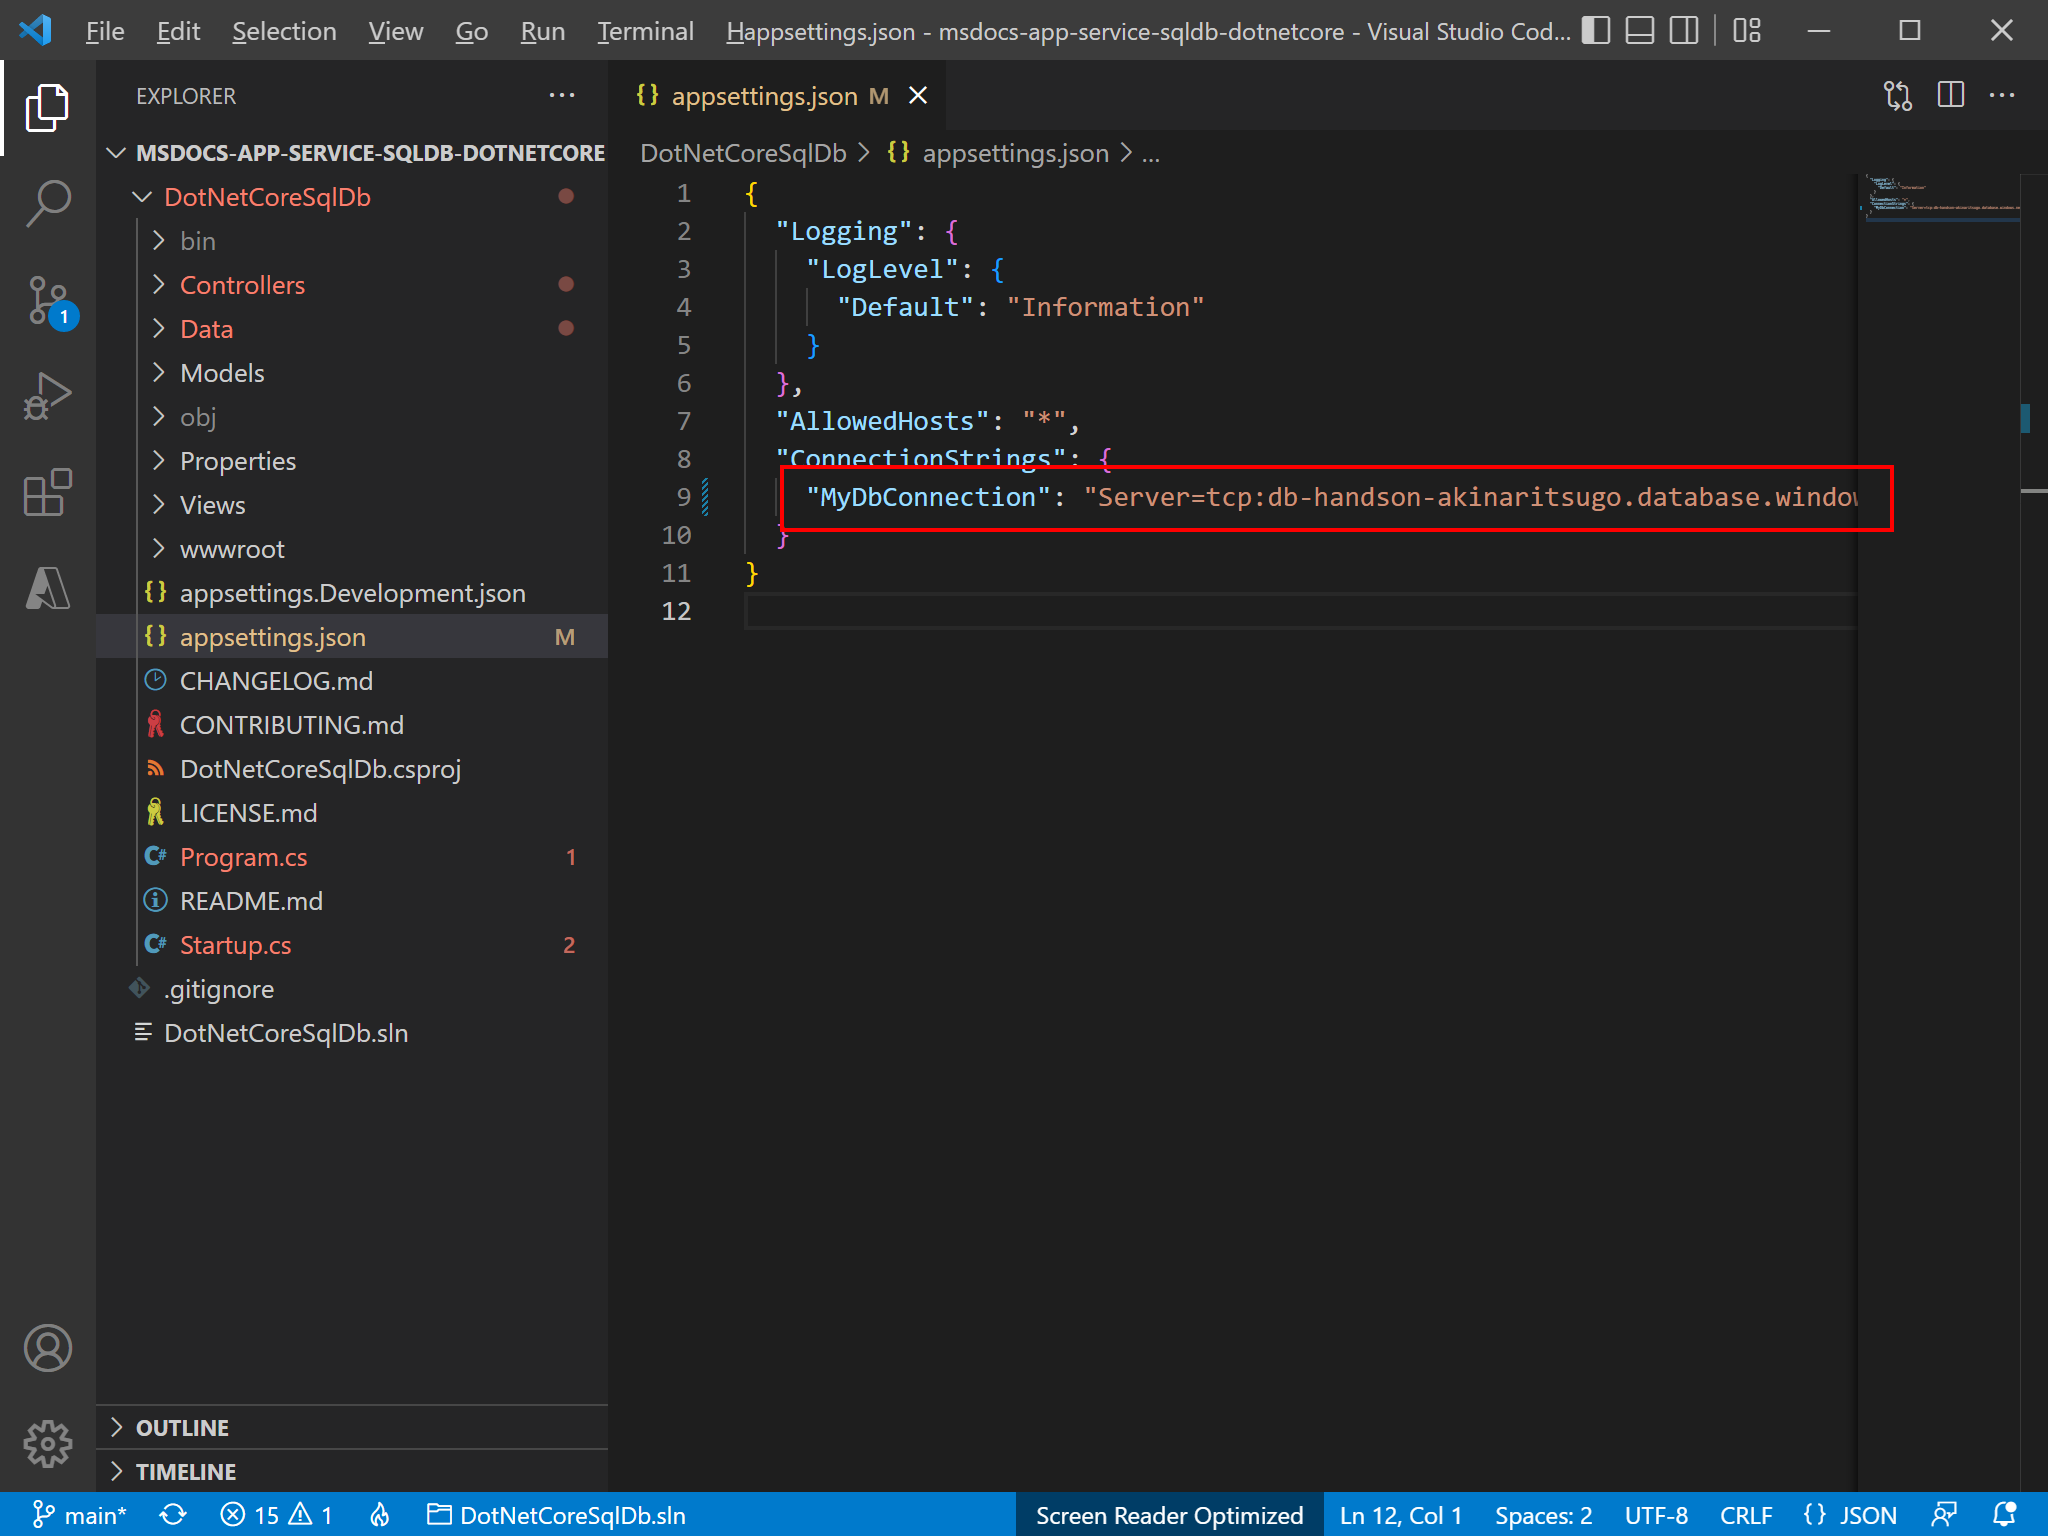 File Edit Selection View Go Run Terminal Happsettings.json - msdocs-app-service-sqldb-dotnetcore - Visual Studio Cod...
EXPLORER
MSDOCS-APP-SERVICE-SQLDB-DOTNETCORE
DotNetCoreSqlDb
bin
Controllers
Data
Models
obj
Properties
Views
wwwroot
{} appsettings.Development.json
{} appsettings.json M
CHANGELOG.md
CONTRIBUTING.md
DotNetCoreSqlDb.csproj
LICENSE.md
C# Program.cs 1
README.md
C# Startup.cs 2
.gitignore
DotNetCoreSqlDb.sln
OUTLINE
TIMELINE
1
{} appsettings.json M
DotNetCoreSqlDb > {} appsettings.json > ...
1 {
2 "Logging": {
3 "LogLevel": {
4 "Default": "Information"
5 }
6 },
7 "AllowedHosts": "*",
8 "ConnectionStrings": {
9 "MyDbConnection": "Server=tcp:db-handson-akinaritsugo.database.window
10 }
11 }
12
main* 15 1 DotNetCoreSqlDb.sln Screen Reader Optimized Ln 12, Col 1 Spaces: 2 UTF-8 CRLF {} JSON